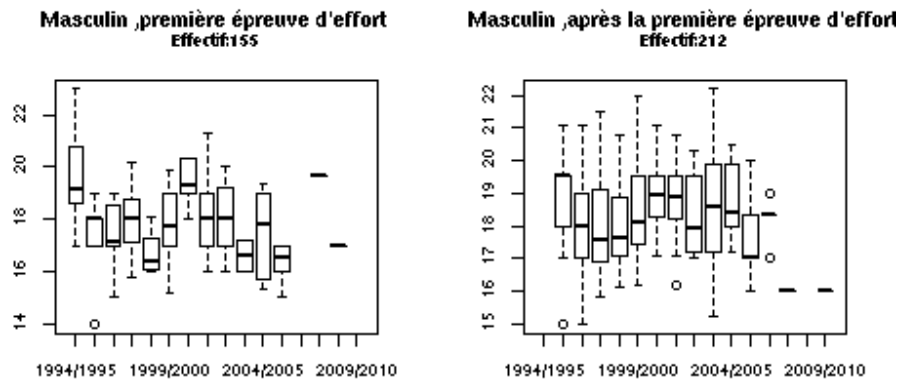 Masculin ,première épreuve d'effort
Effectif:155
22
20
18
16
14
1994/1995 1999/2000 2004/2005 2009/2010
Masculin ,après la première épreuve d'effort
Effectif:212
22
21
20
19
18
17
16
15
1994/1995 1999/2000 2004/2005 2009/2010